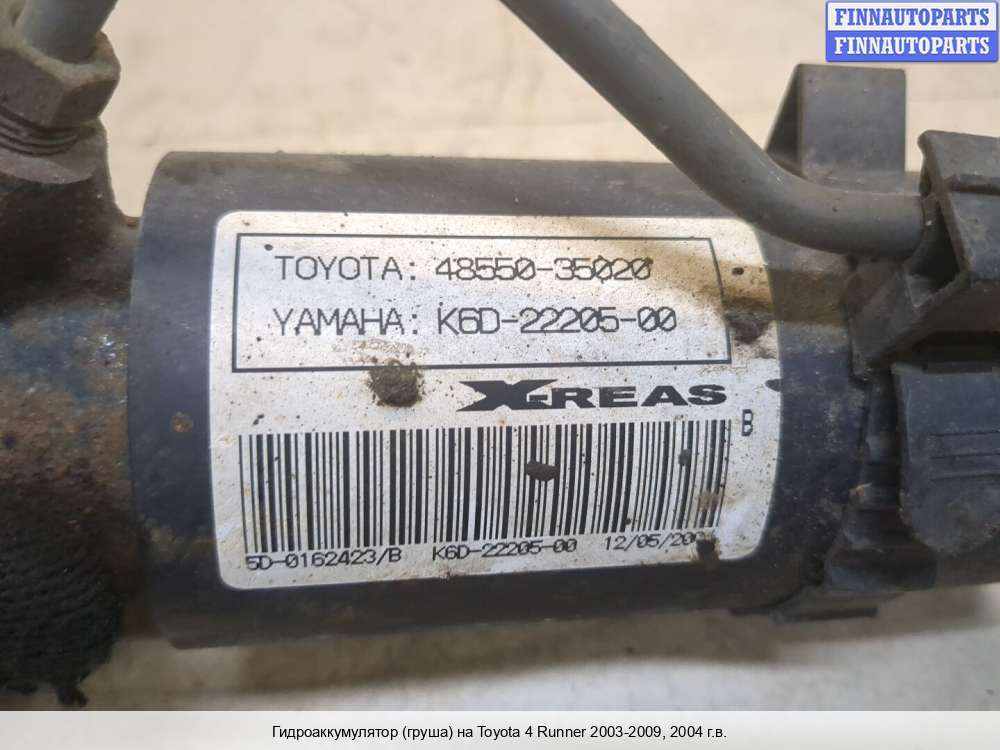 FINNAUTOPARTS
FINNAUTOPARTS
TOYOTA: 48550-35020
YAMAHA: K6D-22205-00
X-REAS
B
5D-0162423/B K6D-22205-00
Гидроаккумулятор (груша) на Toyota 4 Runner 2003-2009, 2004 г.в.